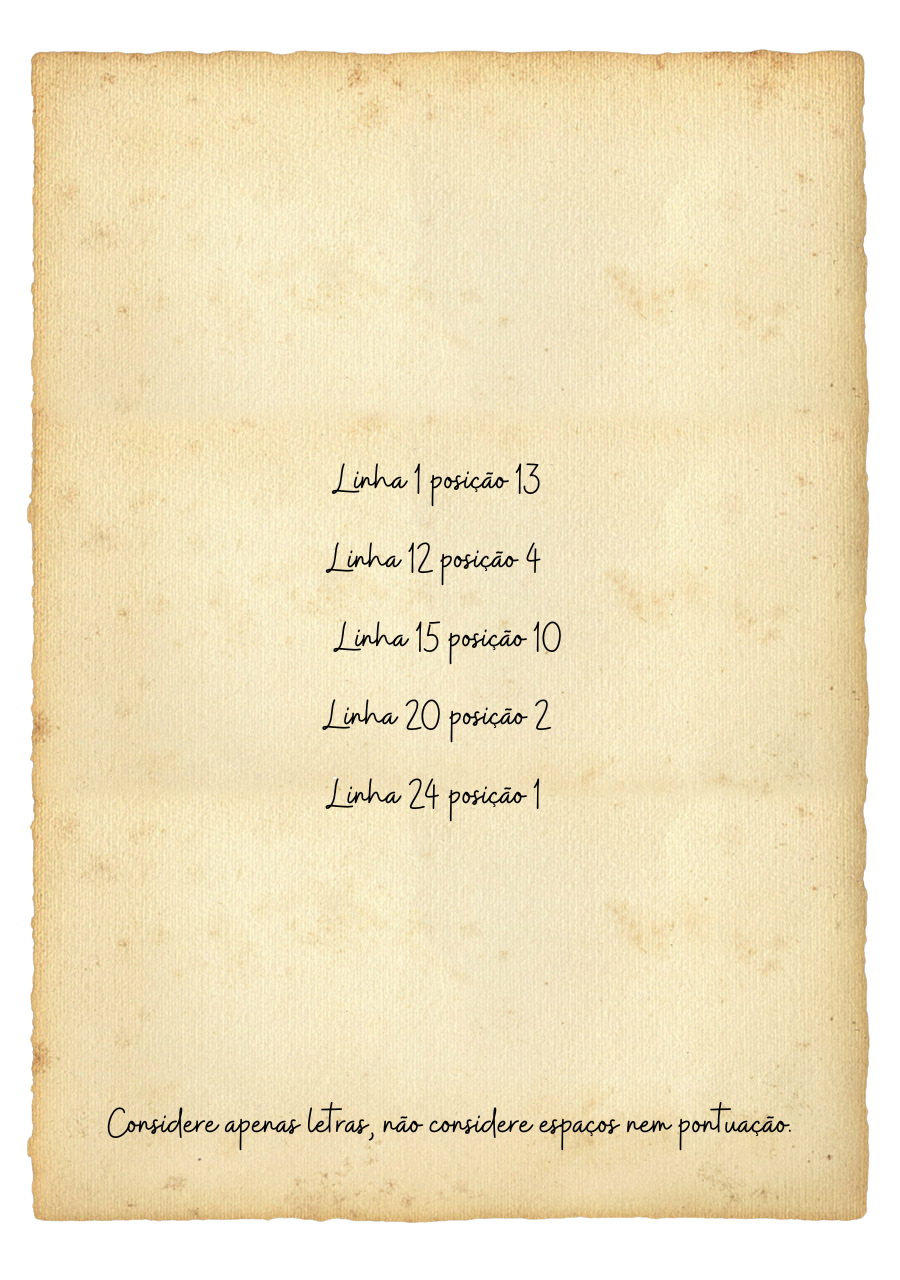 Linha 1 posição 13
Linha 12 posição 4
Linha 15 posição 10
Linha 20 posição 2
Linha 24 posição 1
Considere apenas letras, não considere espaços nem pontuação.